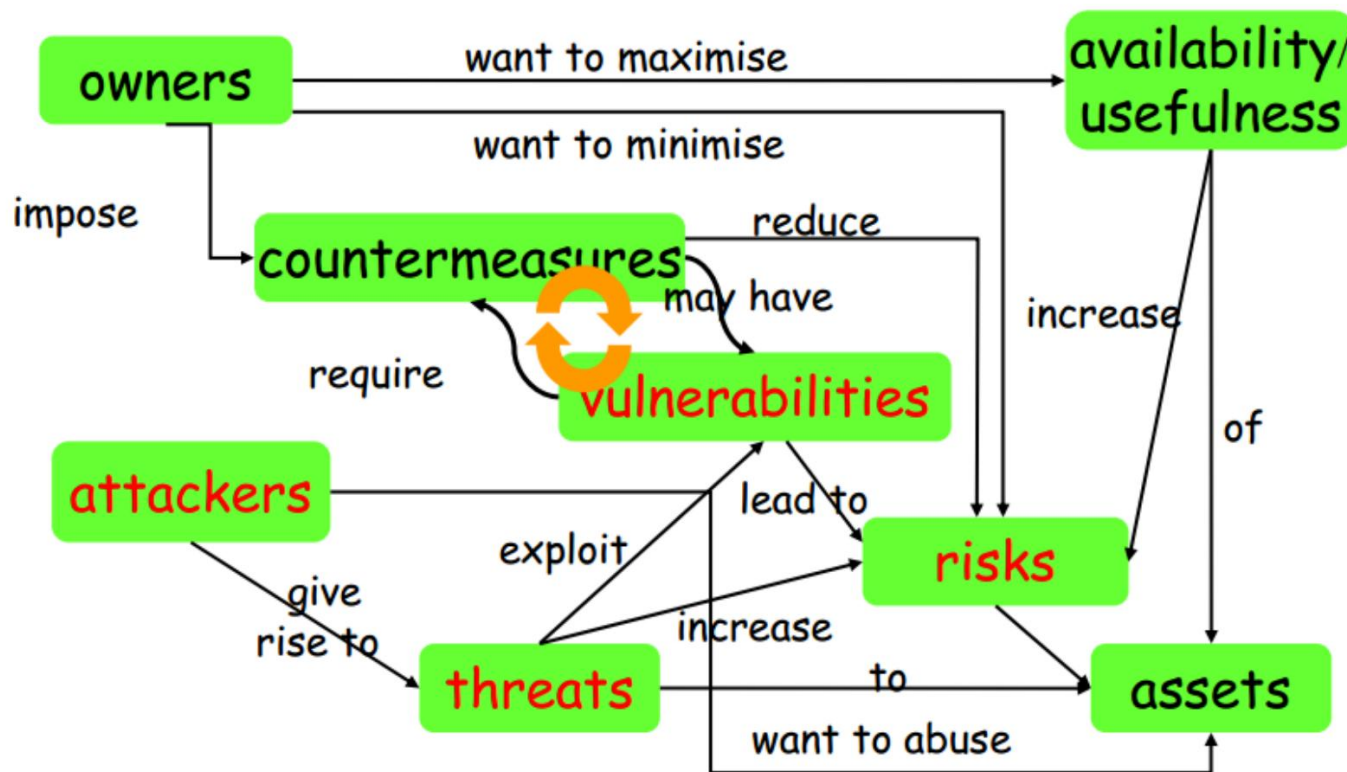 owners
want to maximise
availability/
usefulness
want to minimise
impose
countermeasures
reduce
may have
increase
require
vulnerabilities
of
attackers
lead to
exploit
risks
give
rise to
increase
threats
to
assets
want to abuse